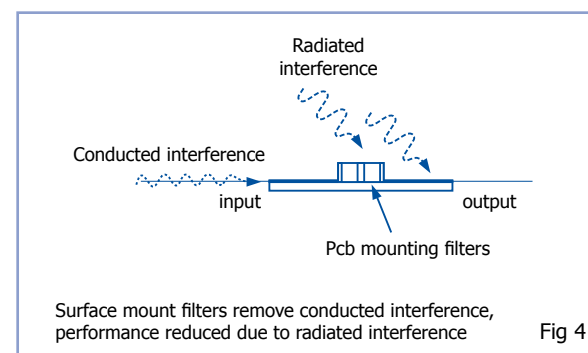 Radiated
interference
Conducted interference
input
output
Pcb mounting filters
Surface mount filters remove conducted interference,
performance reduced due to radiated interference
Fig 4